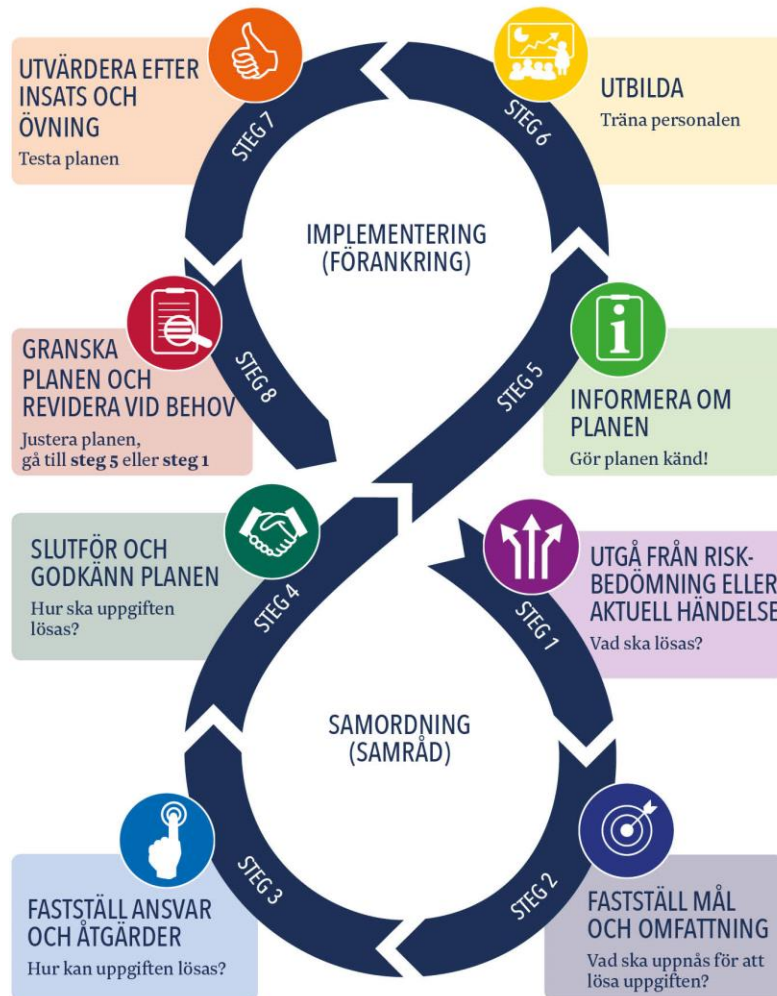 UTVÄRDERA EFTER
INSATS OCH
ÖVNING
Testa planen
STEG 7
UTBILDA
Träna personalen
STEG 6
IMPLEMENTERING
(FÖRANKRING)
GRANSKA
PLANEN OCH
REVIDERA VID BEHOV
Justera planen,
gå till steg 5 eller steg 1
STEG 8
INFORMERA OM
PLANEN
Gör planen känd!
STEG 5
SLUTFÖR OCH
GODKÄNN PLANEN
Hur ska uppgiften
lösas?
STEG 4
UTGÅ FRÅN RISK-
BEDÖMNING ELLER
AKTUELL HÄNDELSE
Vad ska lösas?
STEG 1
SAMORDNING
(SAMRÅD)
FASTSTÄLL ANSVAR
OCH ÅTGÄRDER
Hur kan uppgiften lösas?
STEG 3
FASTSTÄLL MÅL
OCH OMFATTNING
Vad ska uppnås för att
lösa uppgiften?
STEG 2